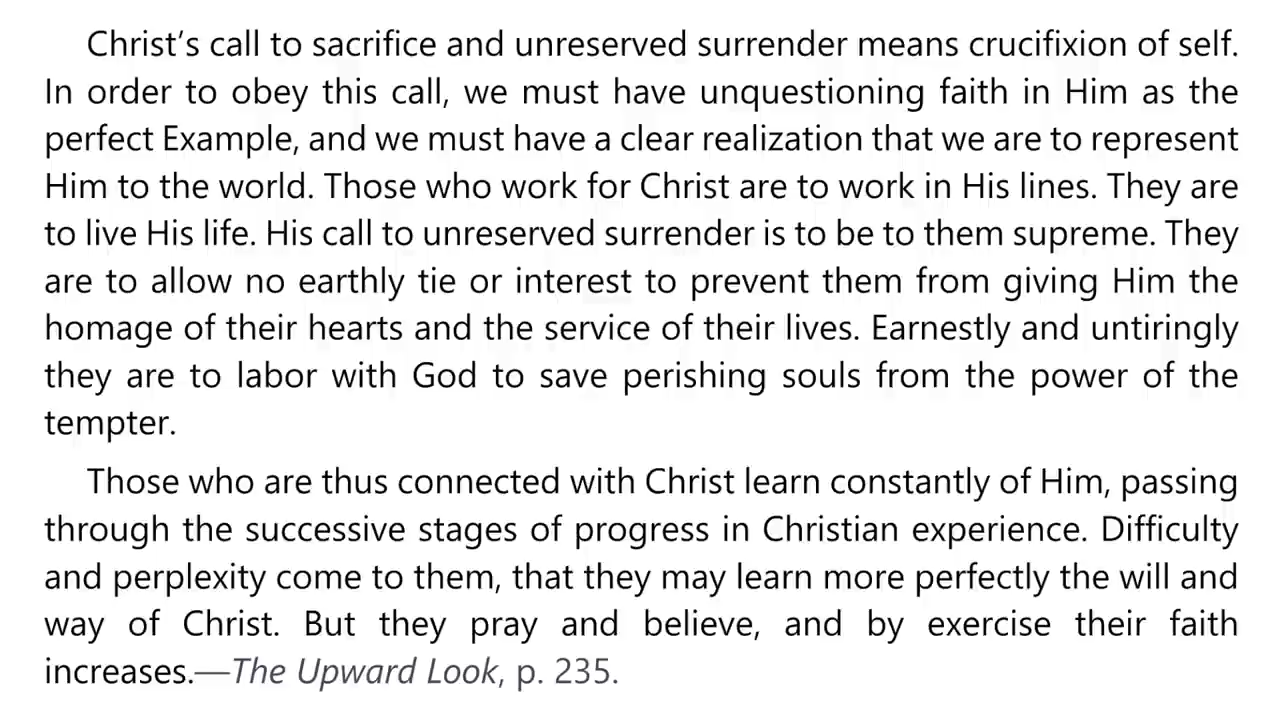 Christ’s call to sacrifice and unreserved surrender means crucifixion of self.
In order to obey this call, we must have unquestioning faith in Him as the
perfect Example, and we must have a clear realization that we are to represent
Him to the world. Those who work for Christ are to work in His lines. They are
to live His life. His call to unreserved surrender is to be to them supreme. They
are to allow no earthly tie or interest to prevent them from giving Him the
homage of their hearts and the service of their lives. Earnestly and untiringly
they are to labor with God to save perishing souls from the power of the
tempter.
Those who are thus connected with Christ learn constantly of Him, passing
through the successive stages of progress in Christian experience. Difficulty
and perplexity come to them, that they may learn more perfectly the will and
way of Christ. But they pray and believe, and by exercise their faith
increases.—The Upward Look, p. 235.